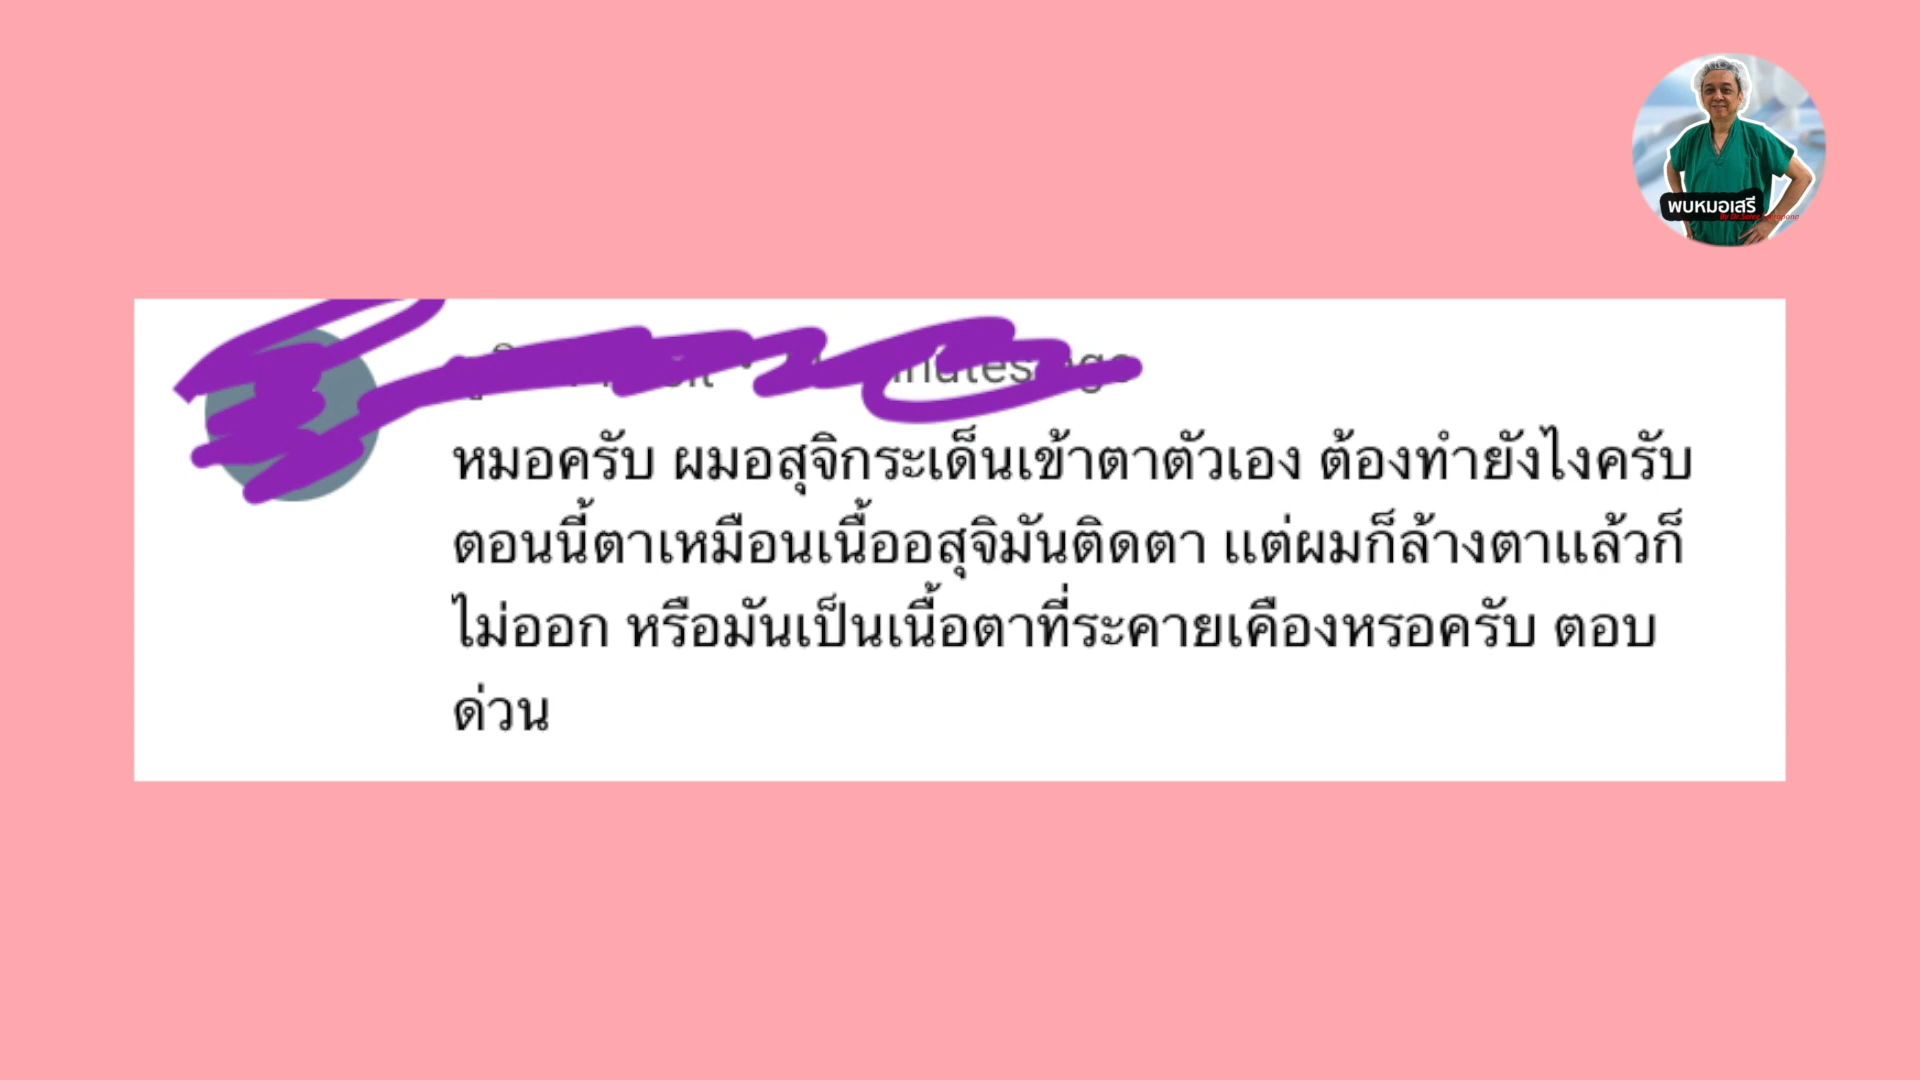 พบหมอเสรี
หมอครับ ผมอสุจิกระเด็นเข้าตาตัวเอง ต้องทำยังไงครับ
ตอนนี้ตาเหมือนเนื้ออสุจิมันติดตา แต่ผมก็ล้างตาแล้วก็
ไม่ออก หรือมันเป็นเนื้อตาที่ระคายเคืองหรอครับ ตอบ
ด่วน